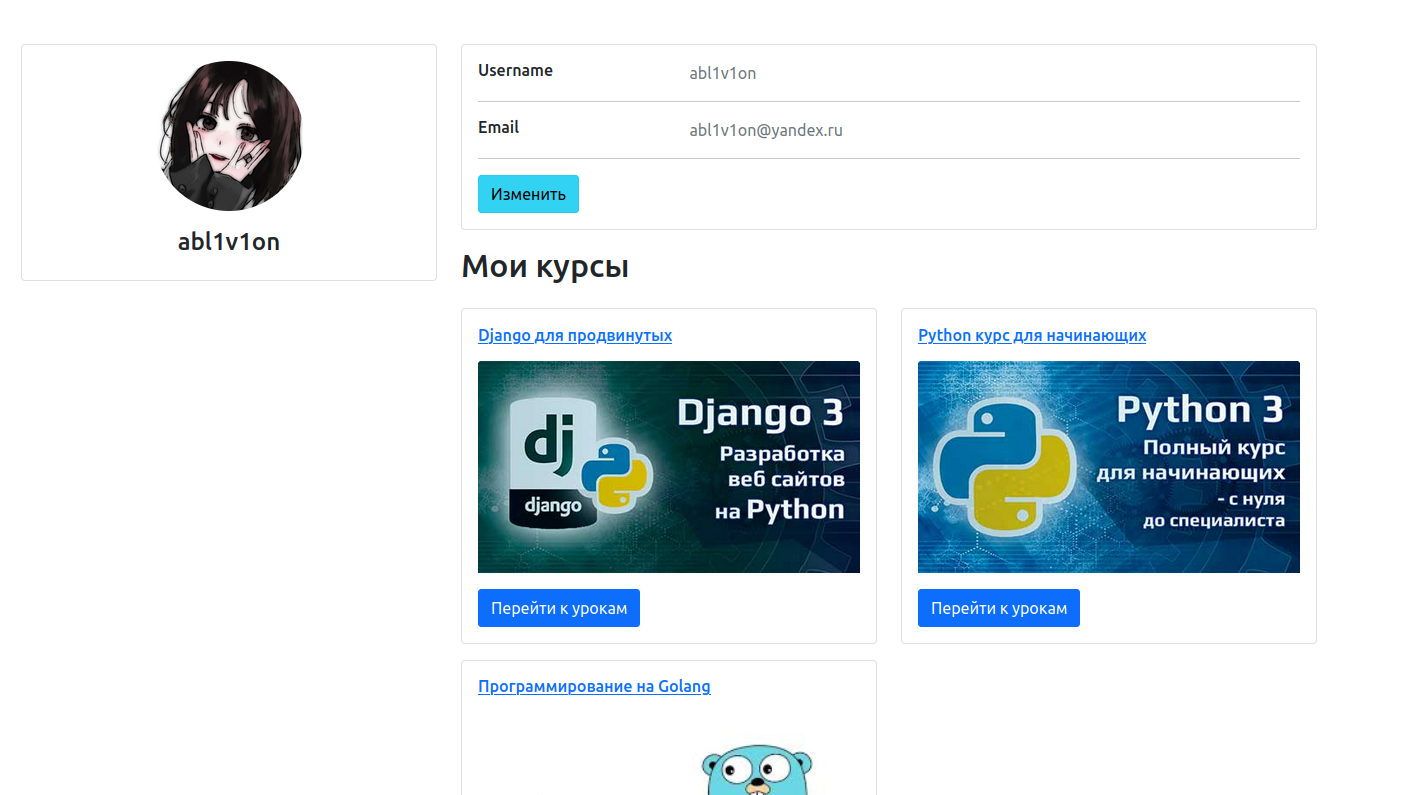 abl1v1on
Username abl1v1on
Email abl1v1on@yandex.ru
Изменить
Мои курсы
Django для продвинутых
dj
django
Django 3
Разработка
веб сайтов
на Python
Перейти к урокам
Python курс для начинающих
Python 3
Полный курс
для начинающих
- с нуля
до специалиста
Перейти к урокам
Программирование на Golang